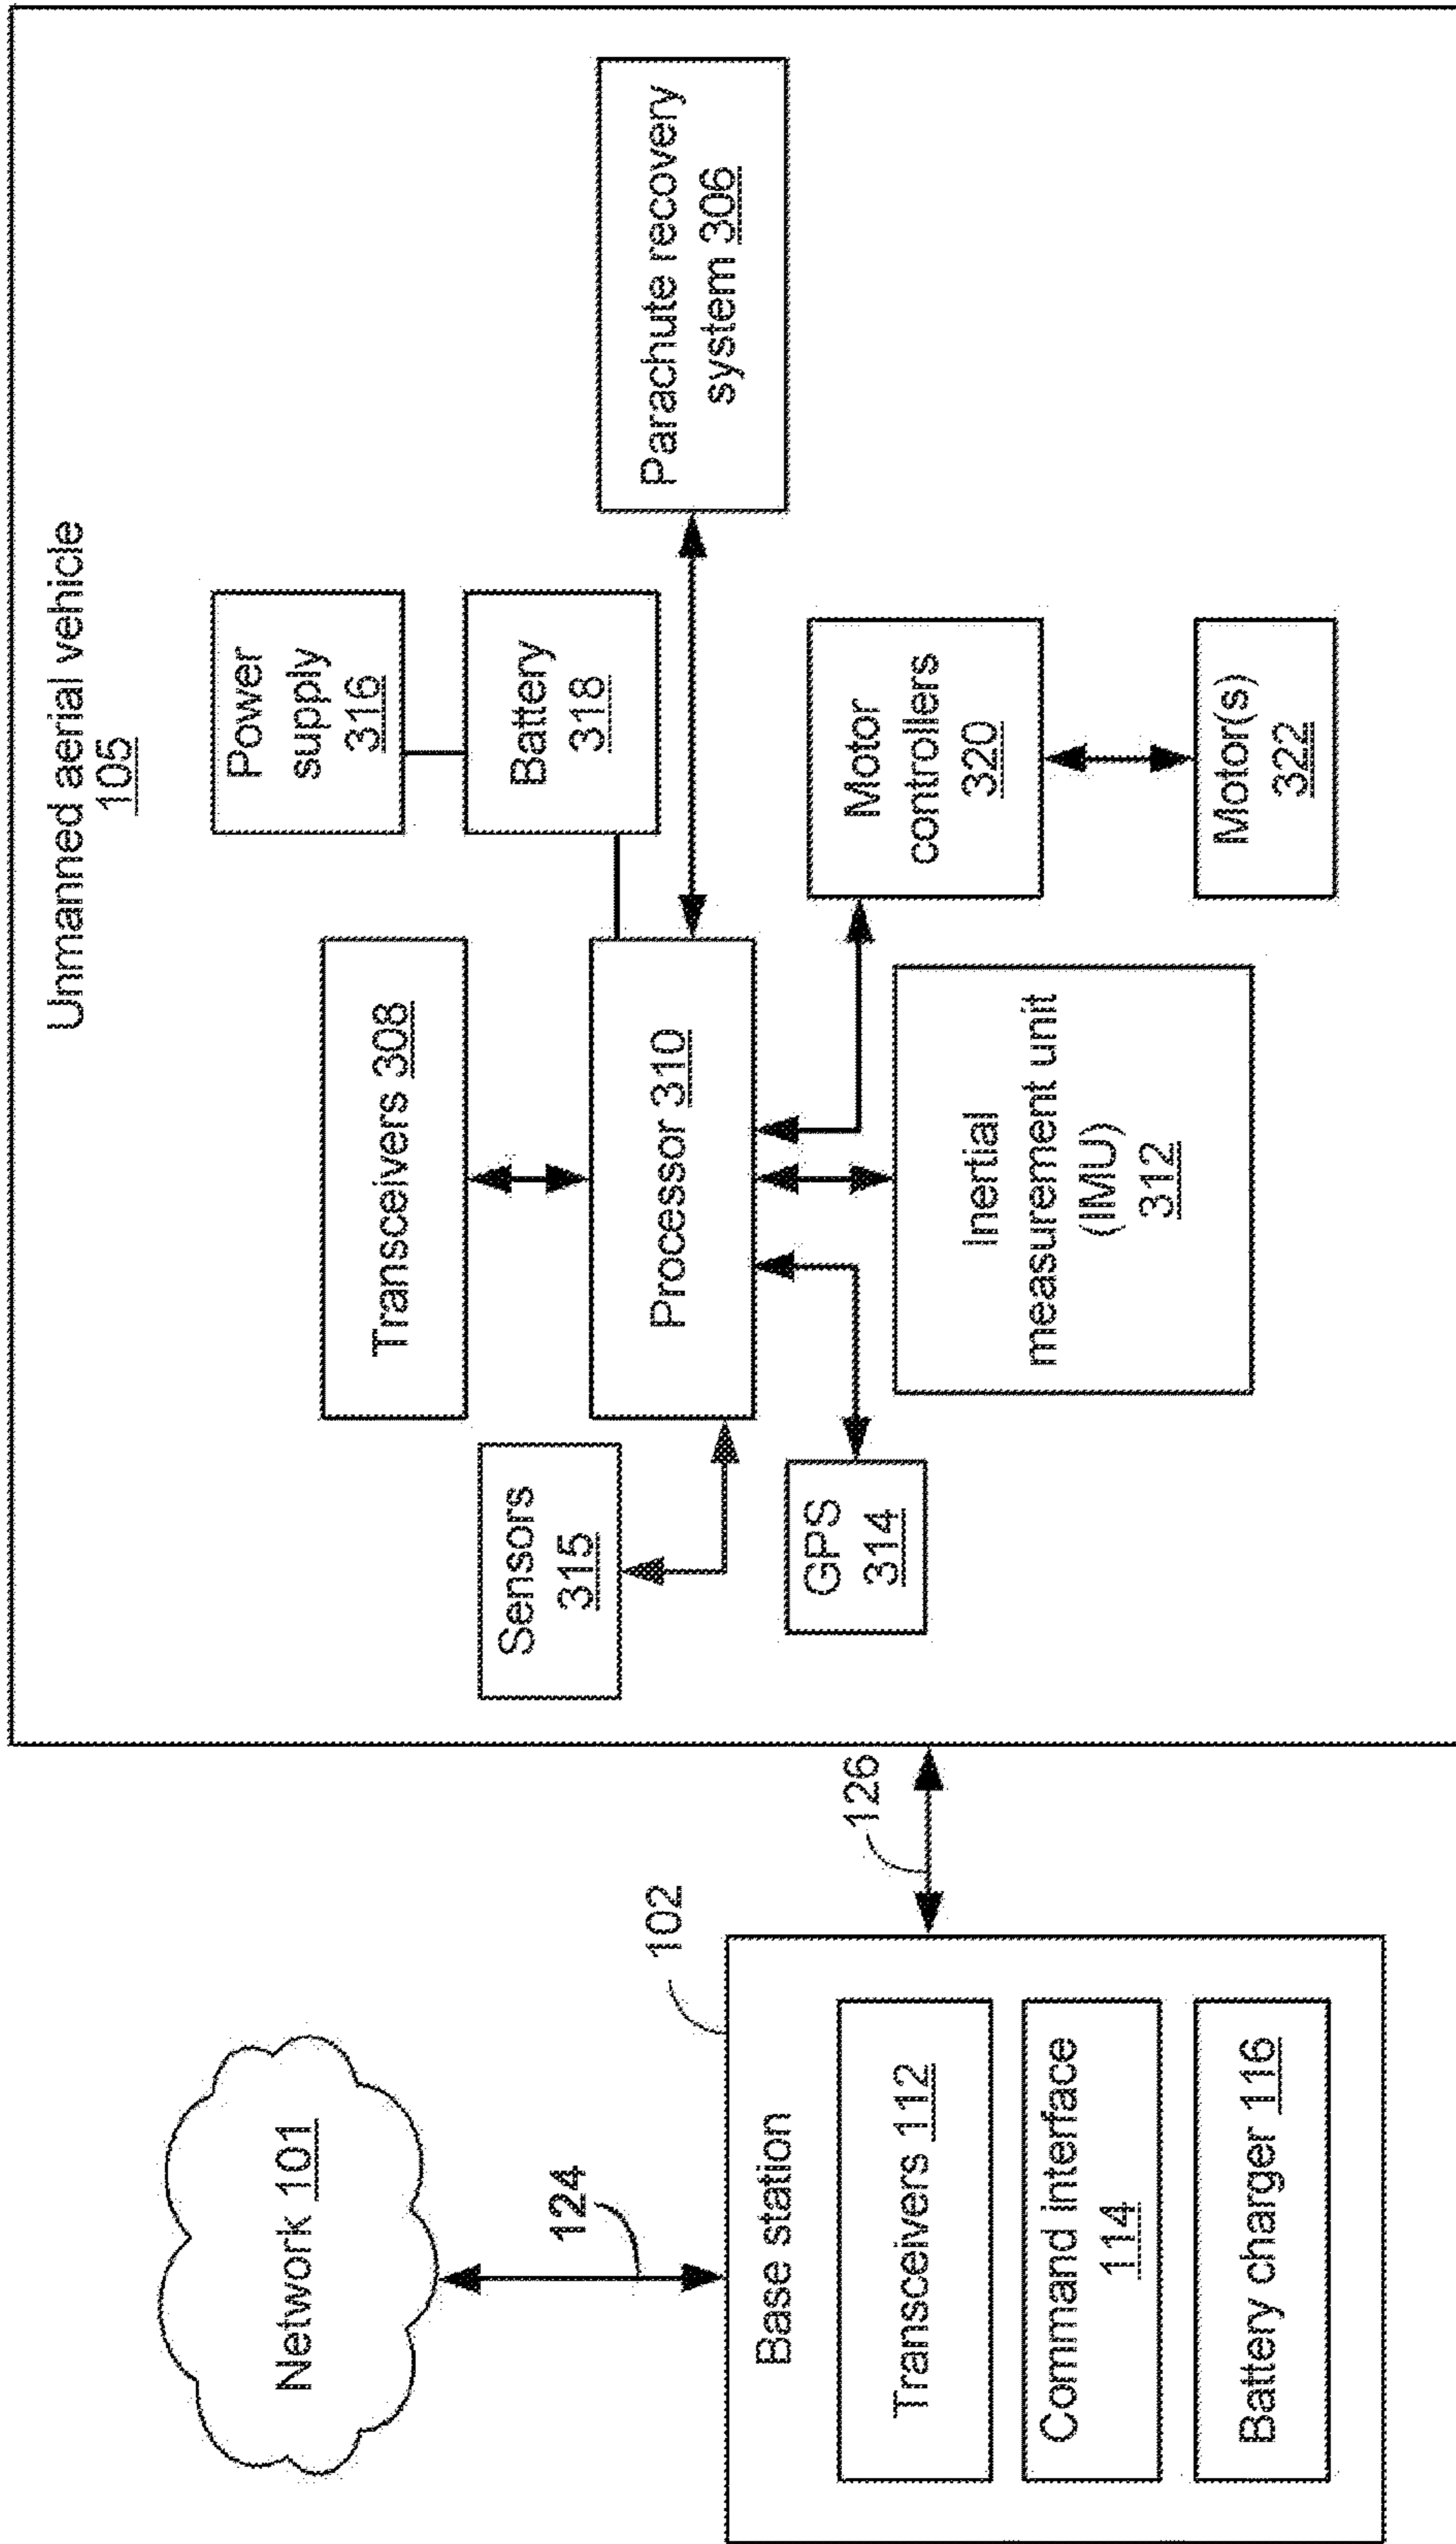 Network 101
124
102
Base station
Transceivers 112
Command interface
114
Battery charger 116
126
Unmanned aerial vehicle
105
Sensors
315
Transceivers 308
Power
supply
316
Battery
318
Processor 310
Parachute recovery
system 306
GPS
314
Inertial
measurement unit
(IMU)
312
Motor
controllers
320
Motor(s)
322